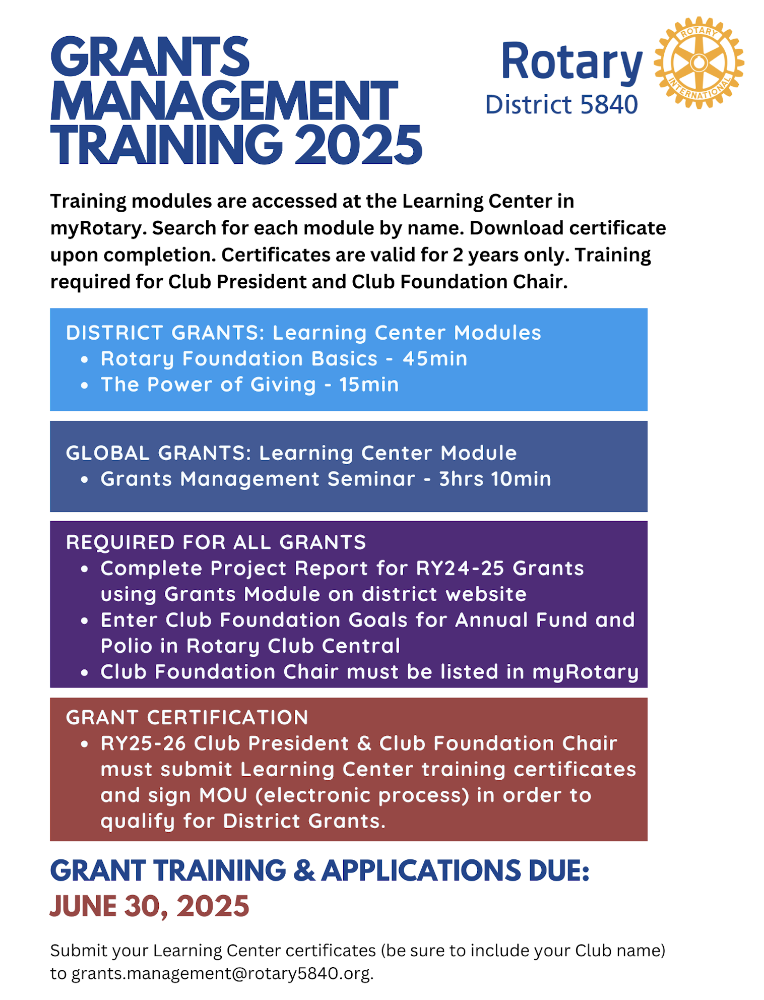 GRANTS
MANAGEMENT
TRAINING 2025
Rotary
District 5840
ROTARY
INTERNATIONAL
Training modules are accessed at the Learning Center in
myRotary. Search for each module by name. Download certificate
upon completion. Certificates are valid for 2 years only. Training
required for Club President and Club Foundation Chair.
DISTRICT GRANTS: Learning Center Modules
• Rotary Foundation Basics - 45min
• The Power of Giving - 15min
GLOBAL GRANTS: Learning Center Module
• Grants Management Seminar - 3hrs 10min
REQUIRED FOR ALL GRANTS
• Complete Project Report for RY24-25 Grants
using Grants Module on district website
• Enter Club Foundation Goals for Annual Fund and
Polio in Rotary Club Central
• Club Foundation Chair must be listed in myRotary
GRANT CERTIFICATION
• RY25-26 Club President & Club Foundation Chair
must submit Learning Center training certificates
and sign MOU (electronic process) in order to
qualify for District Grants.
GRANT TRAINING & APPLICATIONS DUE:
JUNE 30, 2025
Submit your Learning Center certificates (be sure to include your Club name)
to grants.management@rotary5840.org.